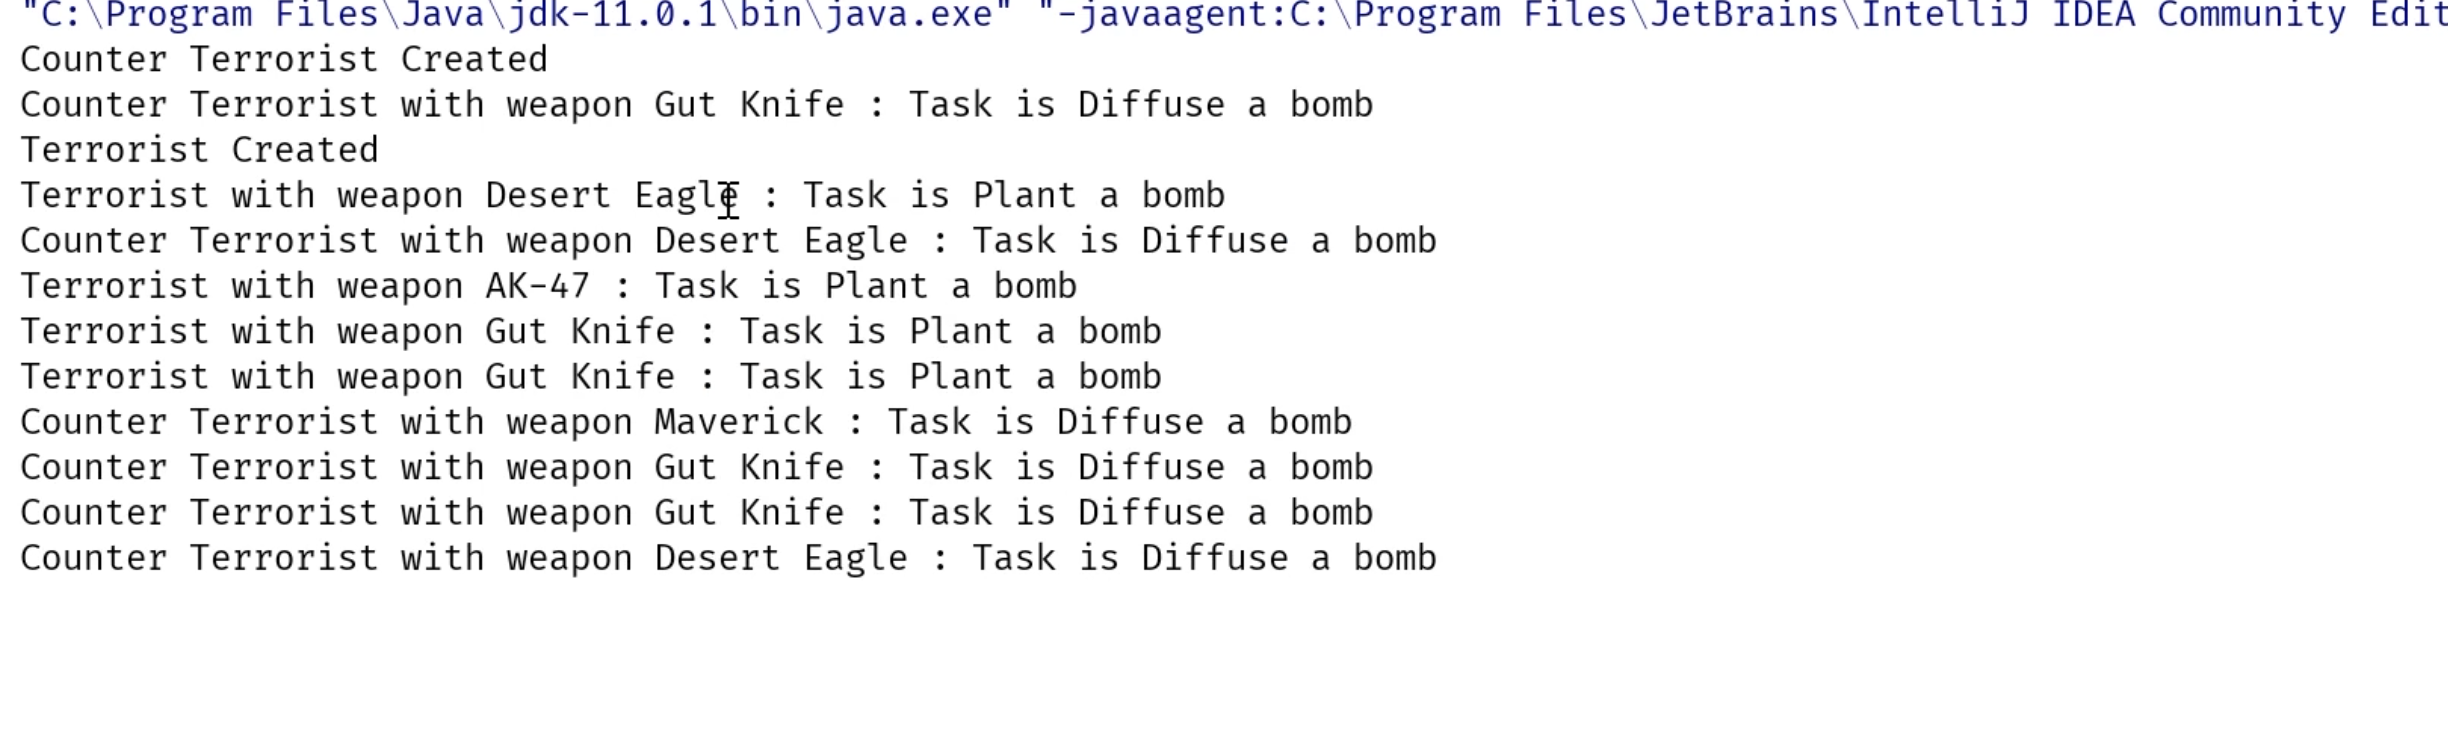 "C:\Program Files\Java\jdk-11.0.1\bin\java.exe" "-javaagent:C:\Program Files\JetBrains\IntelliJ IDEA Community Edit
Counter Terrorist Created
Counter Terrorist with weapon Gut Knife : Task is Diffuse a bomb
Terrorist Created
Terrorist with weapon Desert Eagle : Task is Plant a bomb
Counter Terrorist with weapon Desert Eagle : Task is Diffuse a bomb
Terrorist with weapon AK-47 : Task is Plant a bomb
Terrorist with weapon Gut Knife : Task is Plant a bomb
Terrorist with weapon Gut Knife : Task is Plant a bomb
Counter Terrorist with weapon Maverick : Task is Diffuse a bomb
Counter Terrorist with weapon Gut Knife : Task is Diffuse a bomb
Counter Terrorist with weapon Gut Knife : Task is Diffuse a bomb
Counter Terrorist with weapon Desert Eagle : Task is Diffuse a bomb